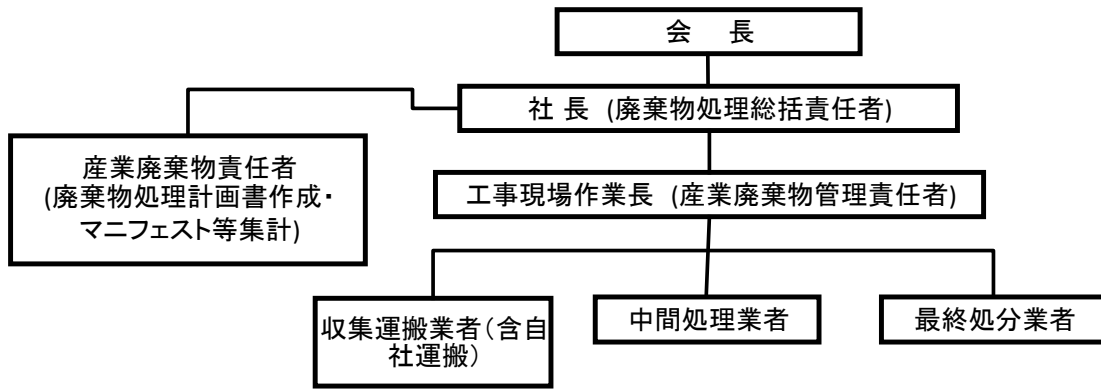 会 長
社 長 (廃棄物処理総括責任者)
産業廃棄物責任者
(廃棄物処理計画書作成・
マニフェスト等集計)
工事現場作業長 (産業廃棄物管理責任者)
収集運搬業者(含自
社運搬)
中間処理業者
最終処分業者